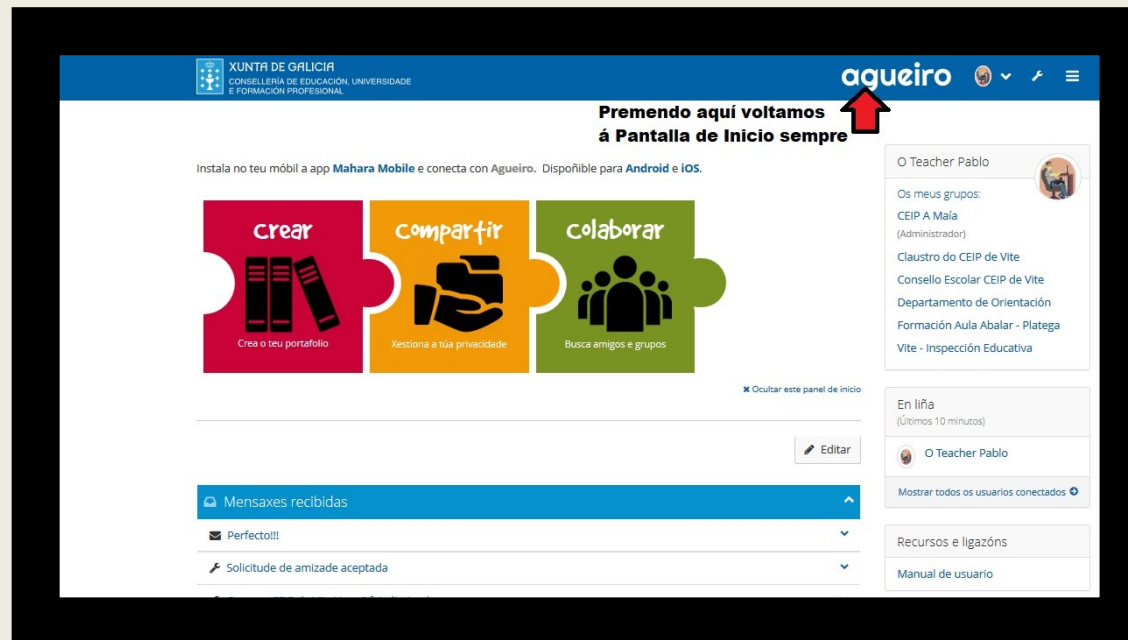 XUNTA DE GALICIA
CONSELLERÍA DE EDUCACIÓN, UNIVERSIDADE
E FORMACIÓN PROFESIONAL
agueiro
Premendo aquí voltamos
á Pantalla de Inicio sempre
Instala no teu móbil a app Mahara Mobile e conecta con Agueiro. Dispoñible para Android e iOS.
crear
compartir
colaborar
Crea o teu portafolio
Xestiona a túa privacidade
Busca amigos e grupos
Ocultar este panel de inicio
Editar
Mensaxes recibidas
Perfecto!!!
Solicitude de amizade aceptada
O Teacher Pablo
Os meus grupos:
CEIP A Maía
(Administrador)
Claustro do CEIP de Vite
Consello Escolar CEIP de Vite
Departamento de Orientación
Formación Aula Abalar - Platega
Vite - Inspección Educativa
En liña
(Últimos 10 minutos)
O Teacher Pablo
Mostrar todos os usuarios conectados
Recursos e ligazóns
Manual de usuario